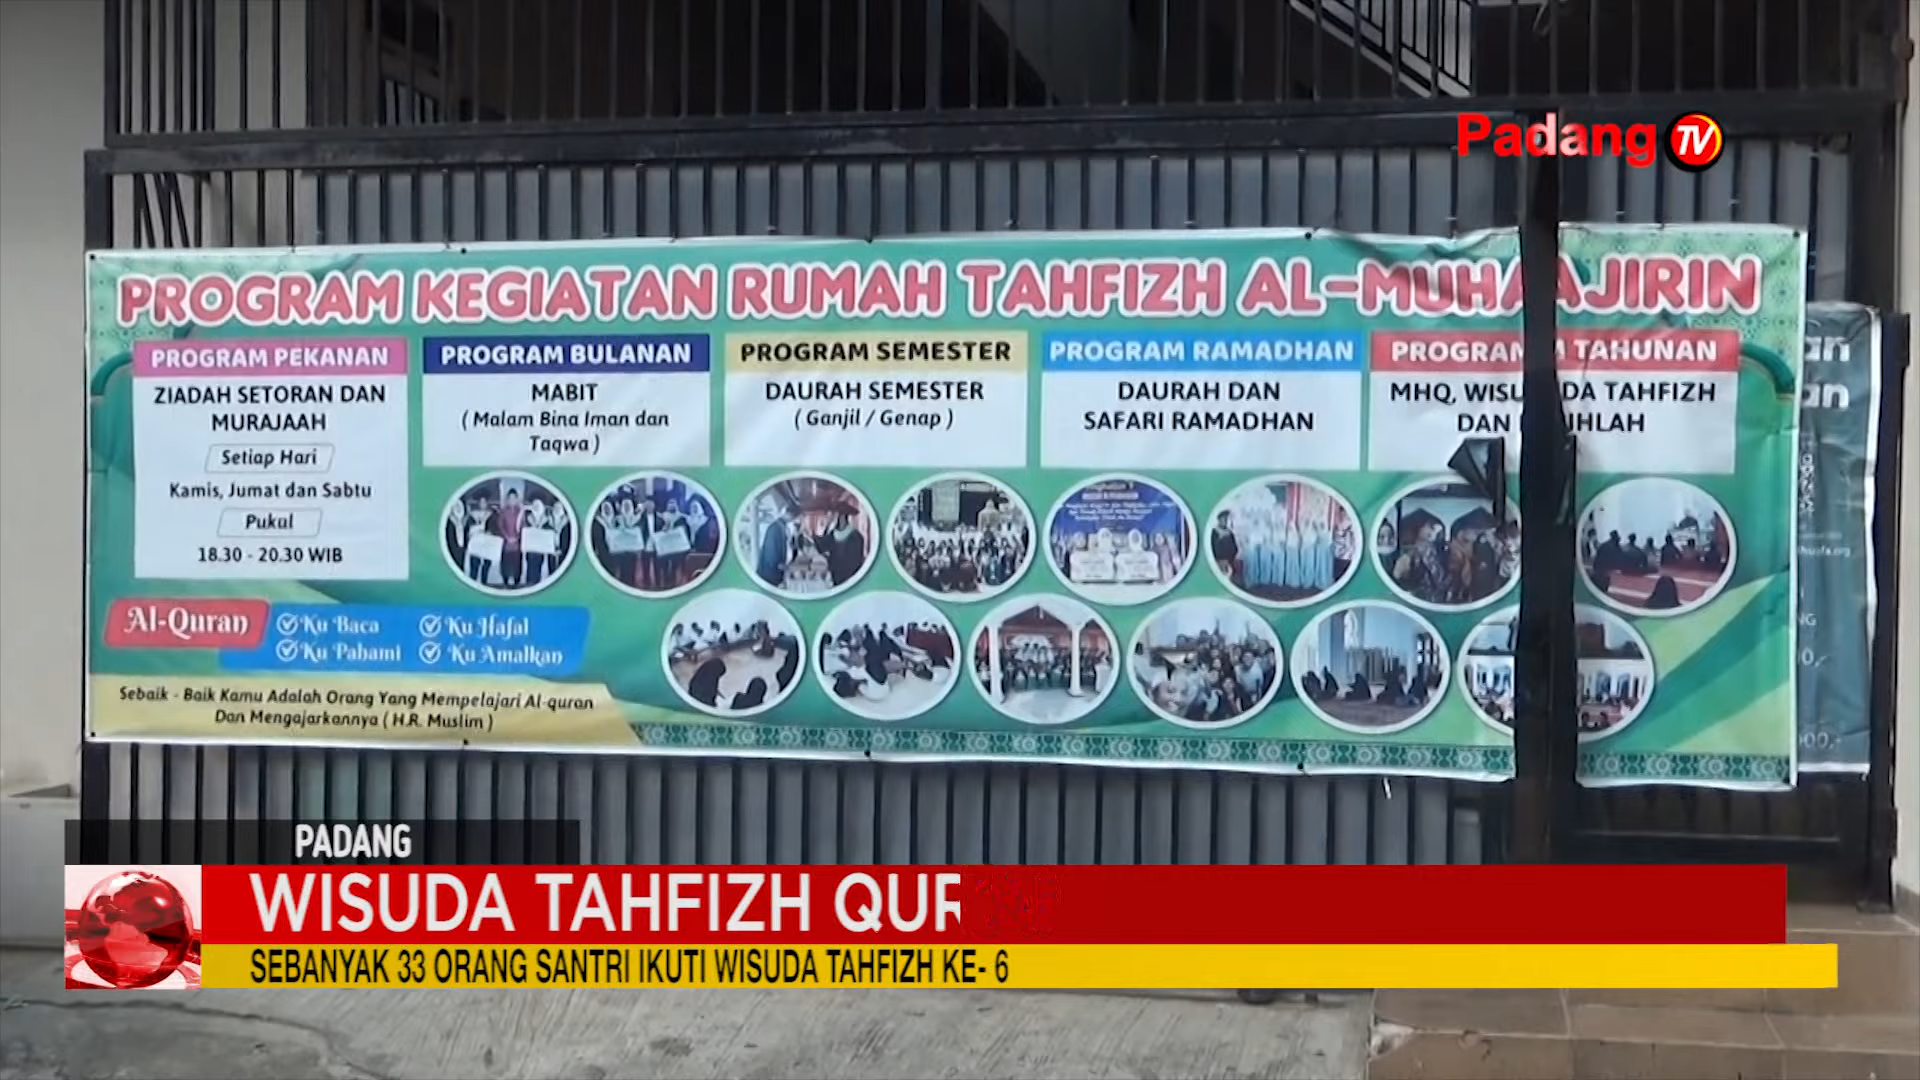 Padang TV
PROGRAM KEGIATAN RUMAH TAHFIZH AL-MUHAAJIRIN
PROGRAM PEKANAN
ZIADAH SETORAN DAN
MURAJAAH
Setiap Hari
Kamis, Jumat dan Sabtu
Pukul
18.30 - 20.30 WIB
PROGRAM BULANAN
MABIT
( Malam Bina Iman dan
Taqwa )
PROGRAM SEMESTER
DAURAH SEMESTER
( Ganjil / Genap )
PROGRAM RAMADHAN
DAURAH DAN
SAFARI RAMADHAN
PROGRAM TAHUNAN
MHQ, WISUDA TAHFIZH
DAN
Al-Quran
Ku Baca
Ku Hafal
Ku Pahami
Ku Amalkan
Sebaik - Baik Kamu Adalah Orang Yang Mempelajari Al-quran
Dan Mengajarkannya ( H.R. Muslim )
PADANG
WISUDA TAHFIZH QUR
SEBANYAK 33 ORANG SANTRI IKUTI WISUDA TAHFIZH KE- 6